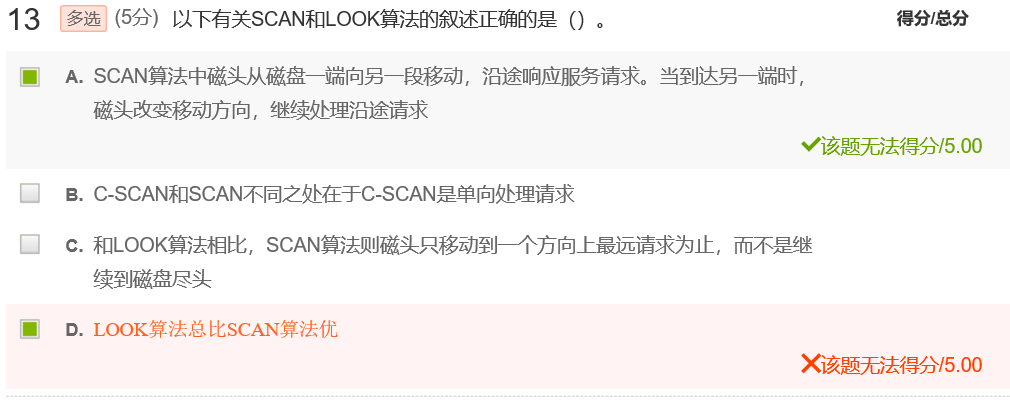 13 多选 (5分) 以下有关SCAN和LOOK算法的叙述正确的是（）。 得分/总分
A. SCAN算法中磁头从磁盘一端向另一段移动，沿途响应服务请求。当到达另一端时，
磁头改变移动方向，继续处理沿途请求
该题无法得分/5.00
B. C-SCAN和SCAN不同之处在于C-SCAN是单向处理请求
C. 和LOOK算法相比，SCAN算法则磁头只移动到一个方向上最远请求为止，而不是继
续到磁盘尽头
D. LOOK算法总比SCAN算法优
该题无法得分/5.00